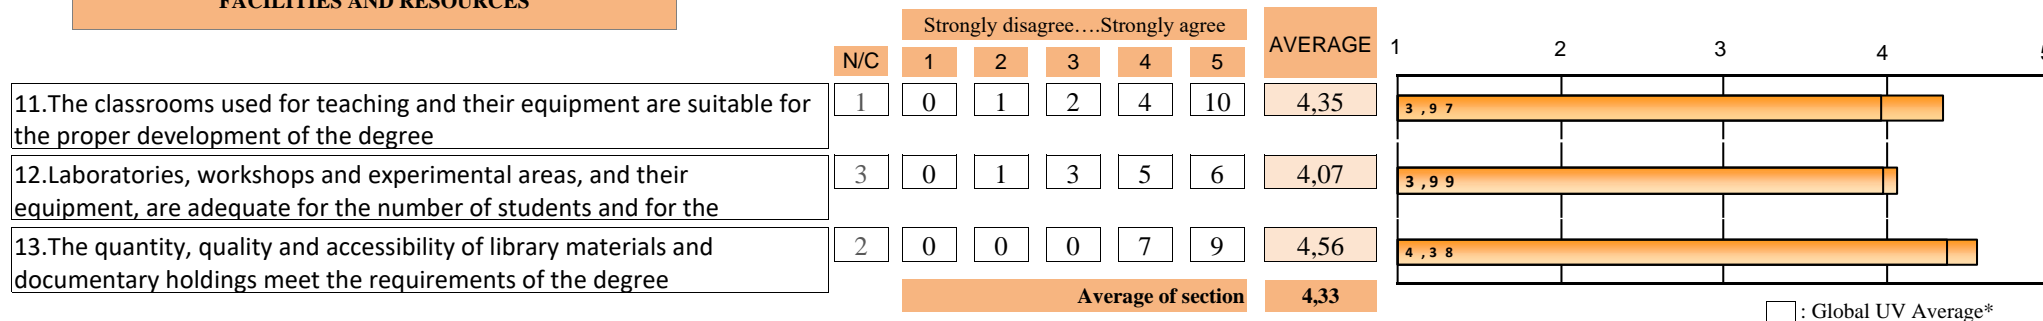 FACILITIES AND RESOURCES
Strongly disagree….Strongly agree
AVERAGE
N/C 1 2 3 4 5
1 2 3 4 5
11.The classrooms used for teaching and their equipment are suitable for
the proper development of the degree
1 0 1 2 4 10 4,35
3,97
12.Laboratories, workshops and experimental areas, and their
equipment, are adequate for the number of students and for the
3 0 1 3 5 6 4,07
3,99
13.The quantity, quality and accessibility of library materials and
documentary holdings meet the requirements of the degree
2 0 0 0 7 9 4,56
4,38
Average of section 4,33
: Global UV Average*